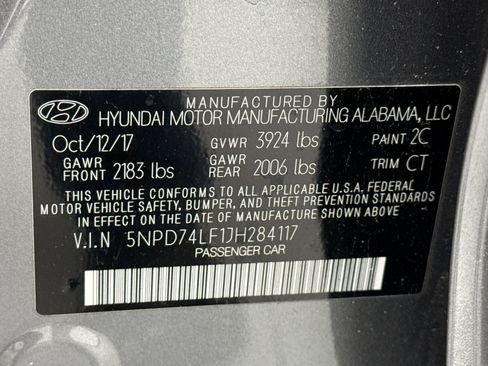 MANUFACTURED BY
HYUNDAI MOTOR MANUFACTURING ALABAMA, LLC
Oct/12/17 GVWR 3924 lbs PAINT 2C
GAWR FRONT 2183 lbs GAWR REAR 2006 lbs TRIM CT
THIS VEHICLE CONFORMS TO ALL APPLICABLE U.S.A. FEDERAL
MOTOR VEHICLE SAFETY, BUMPER, AND THEFT PREVENTION STANDARDS
IN EFFECT ON THE DATE OF MANUFACTURE SHOWN ABOVE.
V.I.N 5NPD74LF1JH284117
PASSENGER CAR